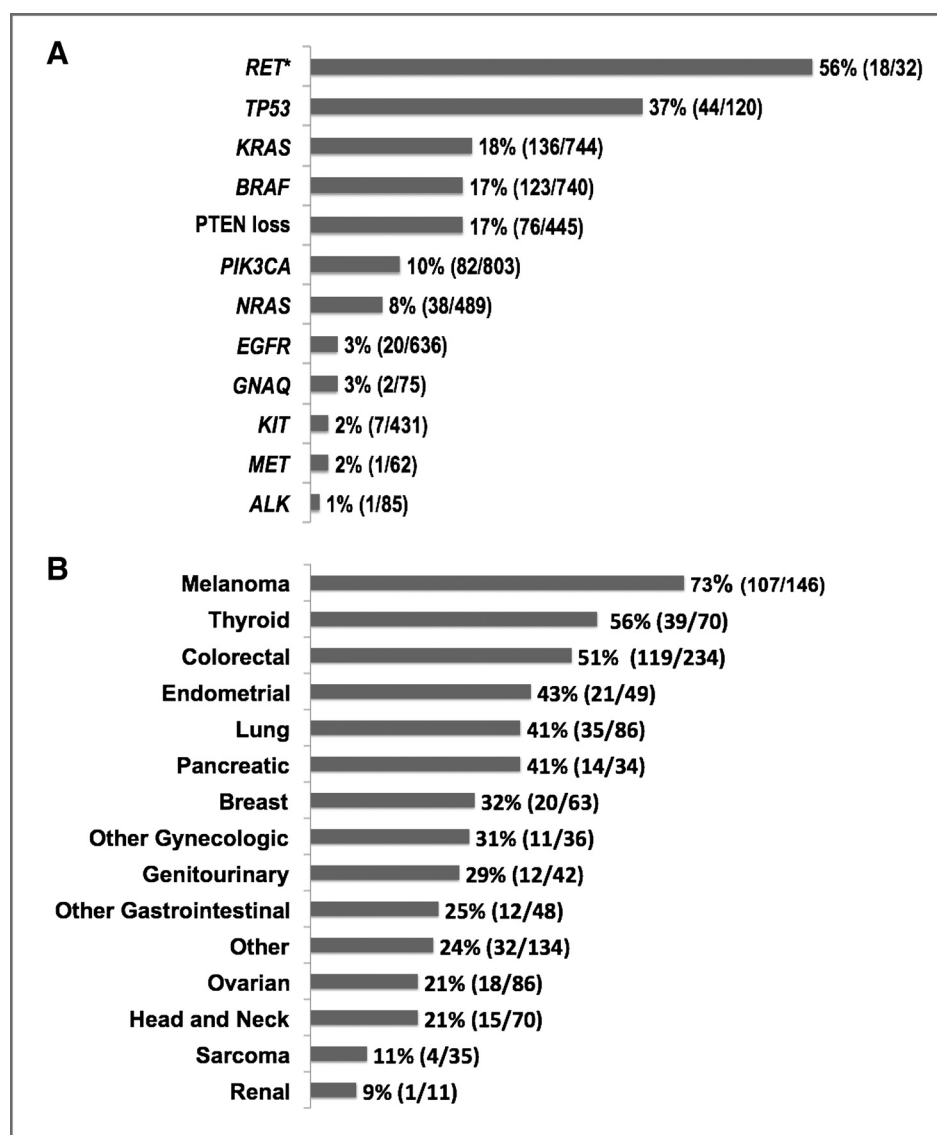 A
RET* 56% (18/32)
TP53 37% (44/120)
KRAS 18% (136/744)
BRAF 17% (123/740)
PTEN loss 17% (76/445)
PIK3CA 10% (82/803)
NRAS 8% (38/489)
EGFR 3% (20/636)
GNAQ 3% (2/75)
KIT 2% (7/431)
MET 2% (1/62)
ALK 1% (1/85)
B
Melanoma 73% (107/146)
Thyroid 56% (39/70)
Colorectal 51% (119/234)
Endometrial 43% (21/49)
Lung 41% (35/86)
Pancreatic 41% (14/34)
Breast 32% (20/63)
Other Gynecologic 31% (11/36)
Genitourinary 29% (12/42)
Other Gastrointestinal 25% (12/48)
Other 24% (32/134)
Ovarian 21% (18/86)
Head and Neck 21% (15/70)
Sarcoma 11% (4/35)
Renal 9% (1/11)